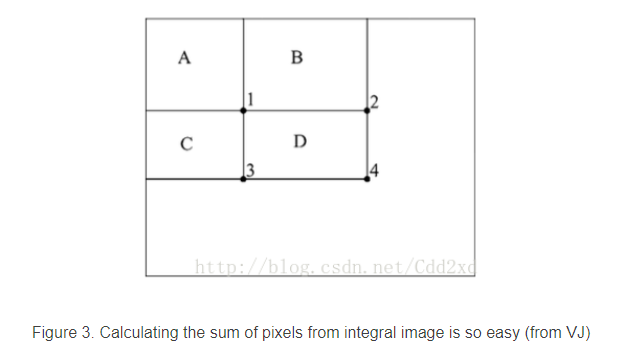 A B
1 2
C D
3 4
http://blog.csdn.net/Cdd2xd
Figure 3. Calculating the sum of pixels from integral image is so easy (from VJ)